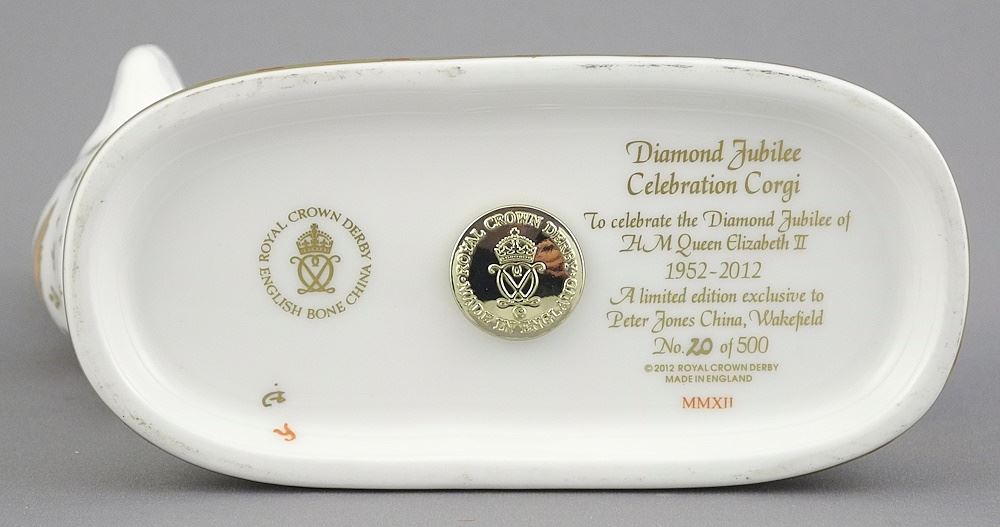 ROYAL CROWN DERBY
ENGLISH BONE CHINA
ROYAL CROWN DERBY
MADE IN ENGLAND
Diamond Jubilee
Celebration Corgi
To celebrate the Diamond Jubilee of
H.M Queen Elizabeth II
1952-2012
A limited edition exclusive to
Peter Jones China, Wakefield
No. 20 of 500
©2012 ROYAL CROWN DERBY
MADE IN ENGLAND
MMXII